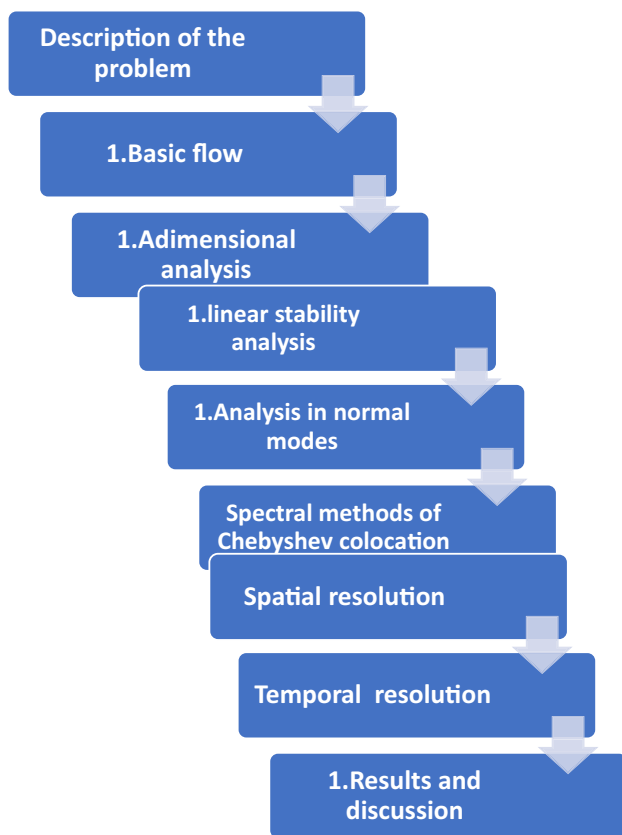 Description of the
problem
1.Basic flow
1.Adimensional
analysis
1.linear stability
analysis
1.Analysis in normal
modes
Spectral methods of
Chebyshev colocation
Spatial resolution
Temporal  resolution
1.Results and
discussion